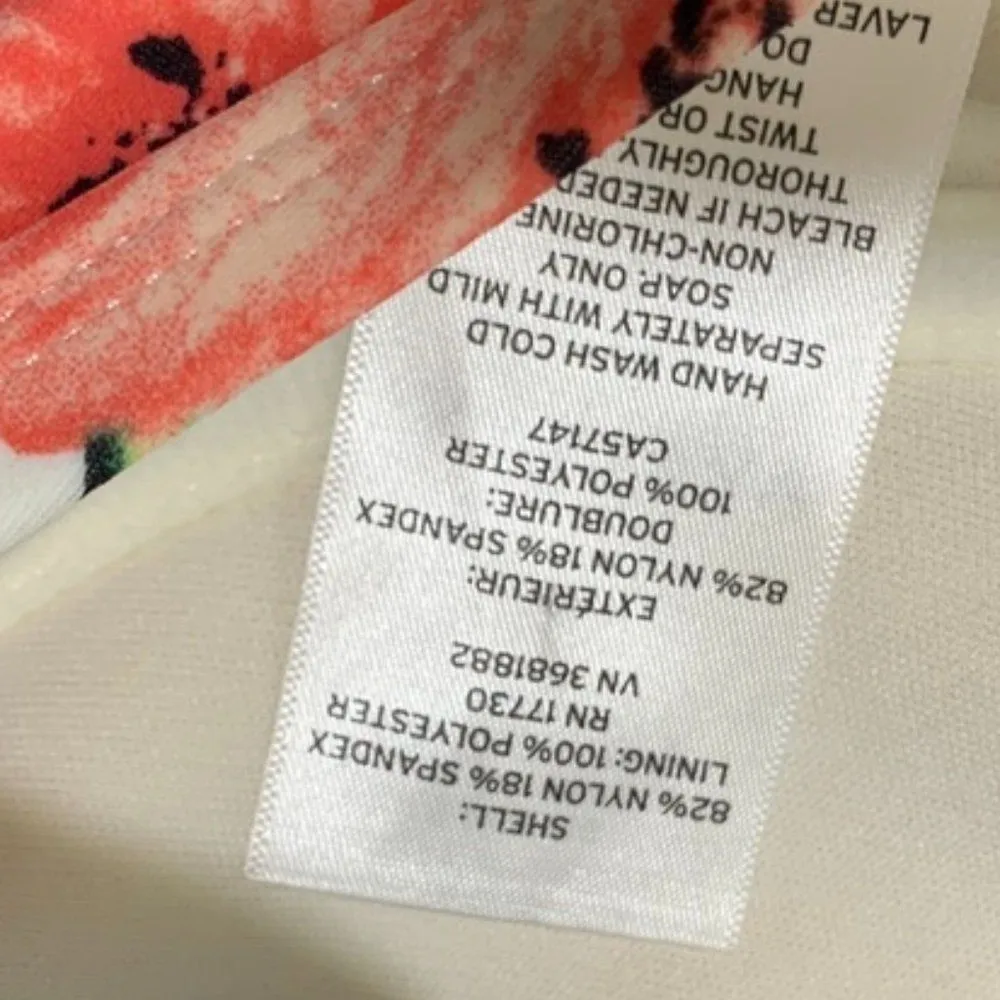 SHELL:
82% NYLON 18% SPANDEX
LINING: 100% POLYESTER
RN 17730
VN 3681882
EXTÉRIEUR:
82% NYLON 18% SPANDEX
DOUBLURE:
100% POLYESTER
CA57147
HAND WASH COLD
SEPARATELY WITH MILD
SOAP. ONLY
NON-CHLORINE
BLEACH IF NEEDED
THOROUGHLY
TWIST OR
HANG
DO
LAVER